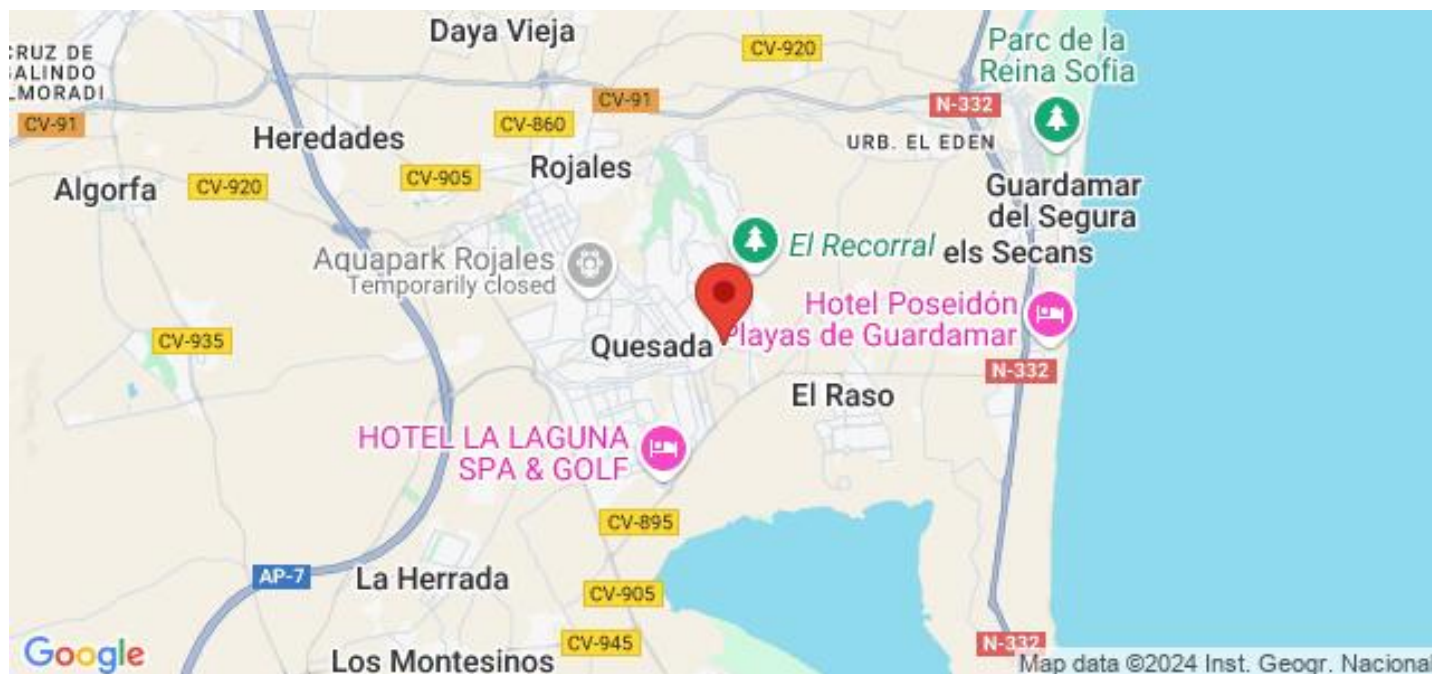 Daya Vieja
CV-920
Parc de la
Reina Sofia
CRUZ DE
GALINDO
LMORADI
CV-91
CV-91
N-332
CV-860
Heredades
URB. EL EDEN
Rojales
CV-905
Algorfa
CV-920
Guardamar
del Segura
El Recorral
els Secans
Aquapark Rojales
Temporarily closed
Hotel Poseidón
Playas de Guardamar
CV-935
Quesada
N-332
El Raso
HOTEL LA LAGUNA
SPA & GOLF
CV-895
AP-7
La Herrada
CV-905
CV-945
N-332
Google
Los Montesinos
Map data ©2024 Inst. Geogr. Nacional